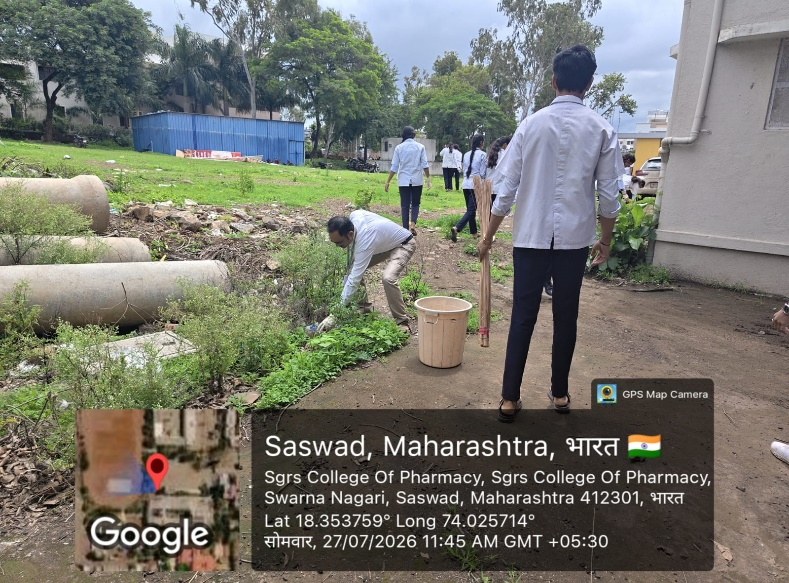 GPS Map Camera
Saswad, Maharashtra, भारत
Sgrs College Of Pharmacy, Sgrs College Of Pharmacy,
Swarna Nagari, Saswad, Maharashtra 412301, भारत
Lat 18.353759° Long 74.025714°
सोमवार, 27/07/2026 11:45 AM GMT +05:30
Google